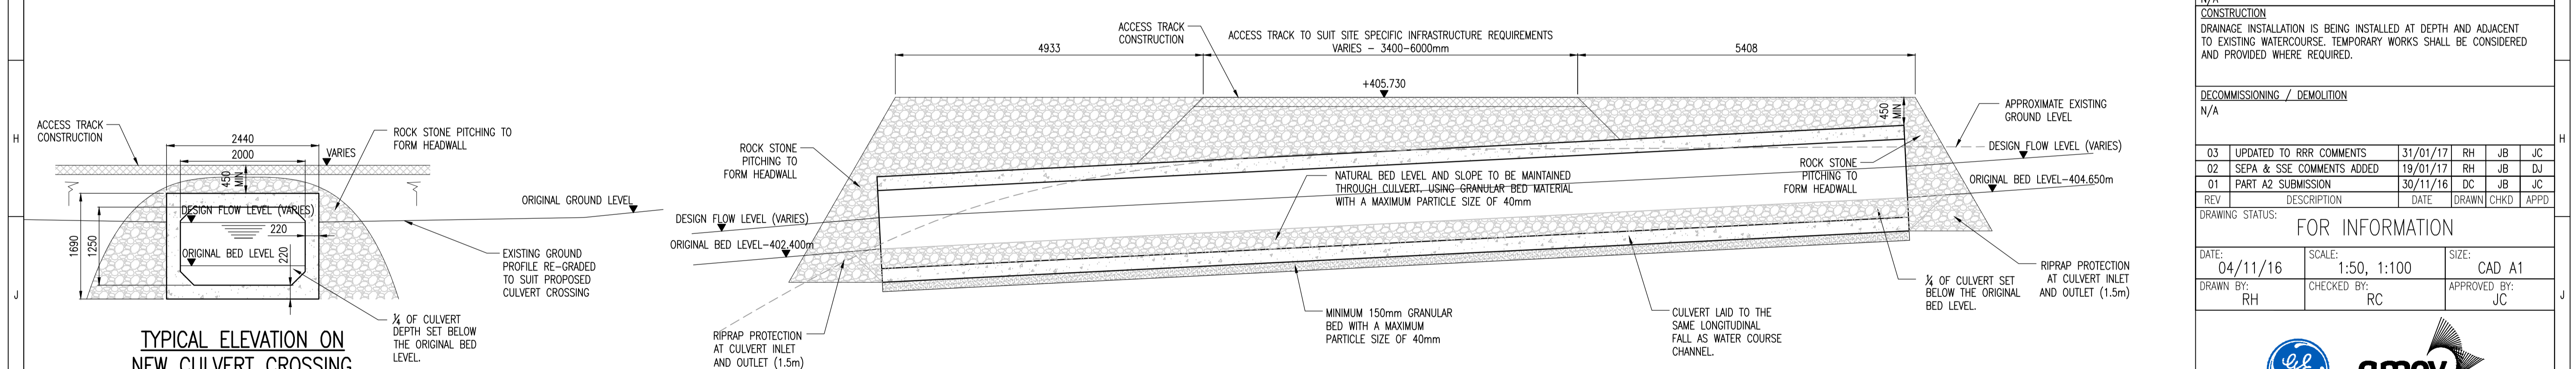 H
J
ACCESS TRACK
CONSTRUCTION
2440
2000
VARIES
450
MIN
ROCK STONE PITCHING TO
FORM HEADWALL
DESIGN FLOW LEVEL (VARIES)
220
1690
1250
ORIGINAL BED LEVEL
220
EXISTING GROUND
PROFILE RE-GRADED
TO SUIT PROPOSED
CULVERT CROSSING
¼ OF CULVERT
DEPTH SET BELOW
THE ORIGINAL BED
LEVEL.
TYPICAL ELEVATION ON
NEW CULVERT CROSSING
ORIGINAL GROUND LEVEL
ACCESS TRACK
CONSTRUCTION
4933
ACCESS TRACK TO SUIT SITE SPECIFIC INFRASTRUCTURE REQUIREMENTS
VARIES - 3400-6000mm
5408
+405.730
450
MIN
APPROXIMATE EXISTING
GROUND LEVEL
ROCK STONE
PITCHING TO
FORM HEADWALL
DESIGN FLOW LEVEL (VARIES)
NATURAL BED LEVEL AND SLOPE TO BE MAINTAINED
THROUGH CULVERT. USING GRANULAR BED MATERIAL
WITH A MAXIMUM PARTICLE SIZE OF 40mm
ROCK STONE
PITCHING TO
FORM HEADWALL
ORIGINAL BED LEVEL-404.650m
DESIGN FLOW LEVEL (VARIES)
ORIGINAL BED LEVEL-402.400m
RIPRAP PROTECTION
AT CULVERT INLET
AND OUTLET (1.5m)
MINIMUM 150mm GRANULAR
BED WITH A MAXIMUM
PARTICLE SIZE OF 40mm
CULVERT LAID TO THE
SAME LONGITUDINAL
FALL AS WATER COURSE
CHANNEL.
¼ OF CULVERT SET
BELOW THE ORIGINAL
BED LEVEL.
RIPRAP PROTECTION
AT CULVERT INLET
AND OUTLET (1.5m)
N/A
CONSTRUCTION
DRAINAGE INSTALLATION IS BEING INSTALLED AT DEPTH AND ADJACENT
TO EXISTING WATERCOURSE. TEMPORARY WORKS SHALL BE CONSIDERED
AND PROVIDED WHERE REQUIRED.
DECOMMISSIONING / DEMOLITION
N/A
03 UPDATED TO RRR COMMENTS 31/01/17 RH JB JC
02 SEPA & SSE COMMENTS ADDED 19/01/17 RH JB DJ
01 PART A2 SUBMISSION 30/11/16 DC JB JC
REV DESCRIPTION DATE DRAWN CHKD APPD
DRAWING STATUS:
FOR INFORMATION
DATE: SCALE: SIZE:
04/11/16 1:50, 1:100 CAD A1
DRAWN BY: CHECKED BY: APPROVED BY:
RH RC JC
H
J